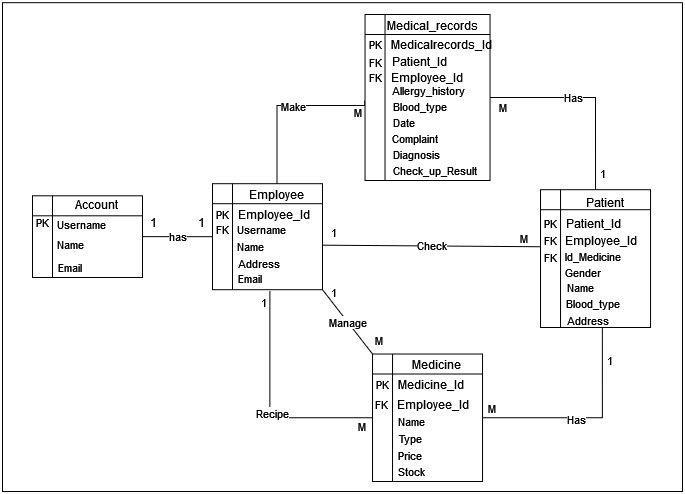 Medical_records
PK Medicalrecords_Id
FK Patient_Id
FK Employee_Id
Allergy_history
Blood_type
Date
Complaint
Diagnosis
Check_up_Result
Make
M
M
Has
1
Account
PK Username
Name
Email
1
has
1
Employee
PK Employee_Id
FK Username
Name
Address
Email
1
Check
M
Patient
PK Patient_Id
FK Employee_Id
FK Id_Medicine
Gender
Name
Blood_type
Address
1
1
Manage
M
1
Recipe
M
Medicine
PK Medicine_Id
FK Employee_Id
Name
Type
Price
Stock
M
Has